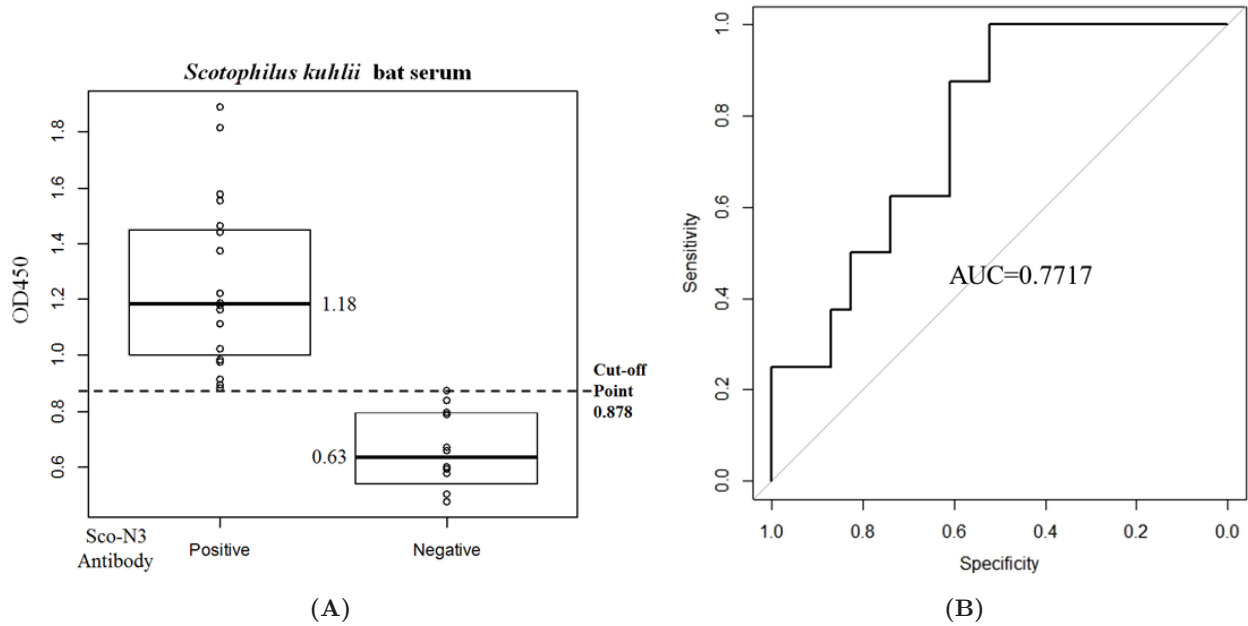 Scotophilus kuhlii bat serum
OD450
1.8
1.6
1.4
1.2
1.0
0.8
0.6
1.18
0.63
Cut-off
Point
0.878
Sco-N3
Antibody
Positive
Negative
(A)
Sensitivity
1.0
0.8
0.6
0.4
0.2
0.0
AUC=0.7717
1.0
0.8
0.6
0.4
0.2
0.0
Specificity
(B)